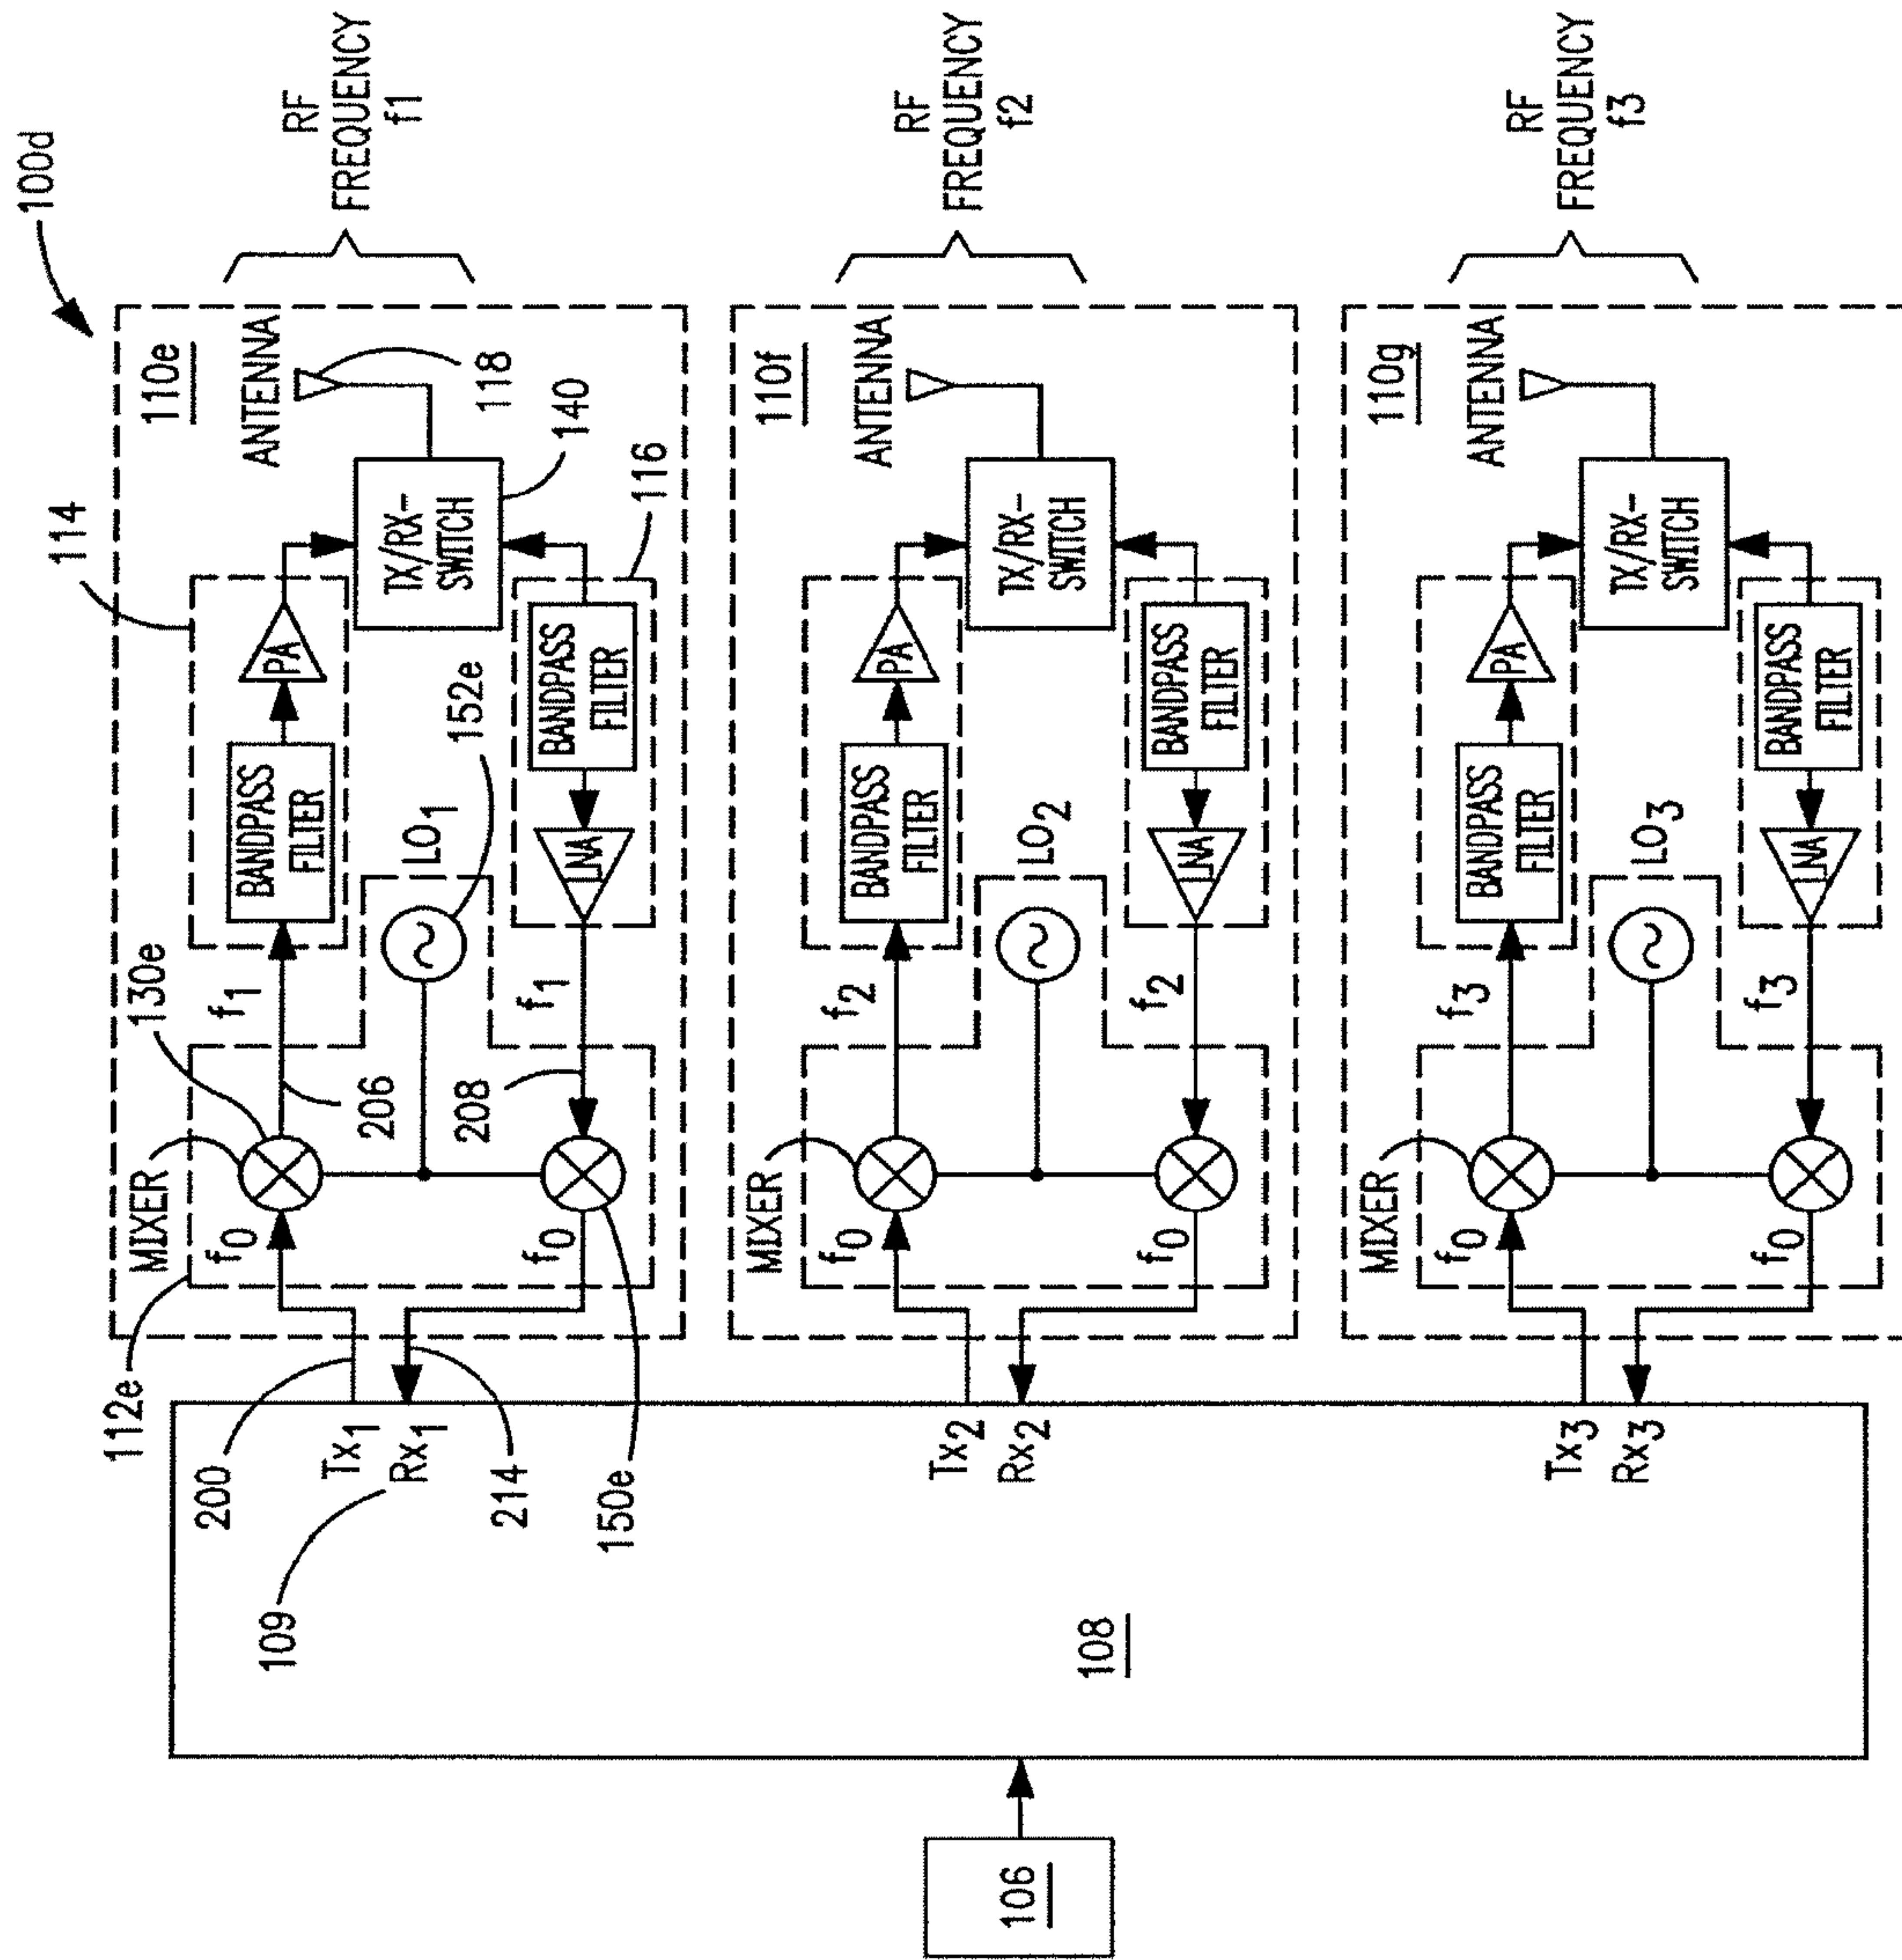 100d
RF
FREQUENCY
f1
110e
ANTENNA
118
140
116
114
TX/RX-
SWITCH
PA
BANDPASS
FILTER
BANDPASS
FILTER
LNA
152e
LO1
130e
f1
f1
206
208
MIXER
f0
f0
112e
200
Tx1
Rx1
214
150e
109
RF
FREQUENCY
f2
110f
ANTENNA
TX/RX-
SWITCH
PA
BANDPASS
FILTER
BANDPASS
FILTER
LNA
LO2
f2
f2
MIXER
f0
f0
Tx2
Rx2
RF
FREQUENCY
f3
110g
ANTENNA
TX/RX-
SWITCH
PA
BANDPASS
FILTER
BANDPASS
FILTER
LNA
LO3
f3
f3
MIXER
f0
f0
Tx3
Rx3
108
106